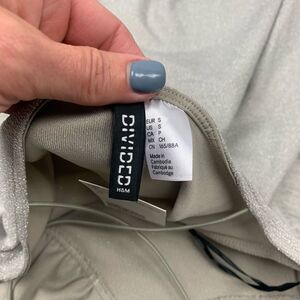 DIVIDED
H&M
EUR S
US S
CA P
MX CH
CN 165/88A
Made in
Cambodia
Fabriqué au
Cambodge